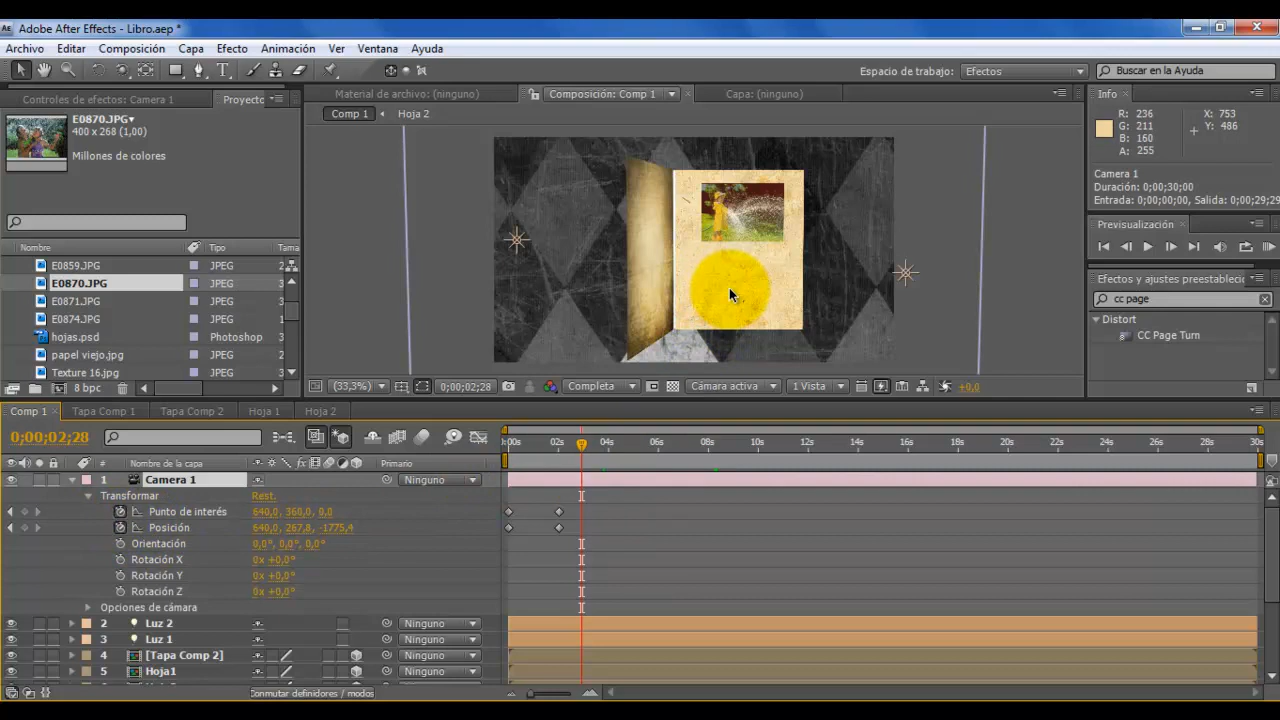 Adobe After Effects - Libro.aep *
Archivo Editar Composición Capa Efecto Animación Ver Ventana Ayuda
Espacio de trabajo: Efectos Buscar en la Ayuda
Controles de efectos: Camera 1 Proyecto
E0870.JPG
400 x 268 (1,00)
Millones de colores
Nombre Tipo Tama
E0859.JPG JPEG 2
E0870.JPG JPEG 3
E0871.JPG JPEG 3
E0874.JPG JPEG 3
hojas.psd Photoshop 3
papel viejo.jpg JPEG 2
Texture 16.jpg JPEG 2
8 bpc
Material de archivo: (ninguno) Composición: Comp 1 Capa: (ninguno)
Comp 1 Hoja 2
(33,3%) 0;00;02;28 Completa Cámara activa 1 Vista +0,0
Info
R: 236 X: 753
G: 211 Y: 486
B: 160
A: 255
Camera 1
Duración: 0;00;30;00
Entrada: 0;00;00;00, Salida: 0;00;29;29
Previsualización
Efectos y ajustes preestableci
cc page
Distort
CC Page Turn
Comp 1 Tapa Comp 1 Tapa Comp 2 Hoja 1 Hoja 2
0;00;02;28
0:00s 02s 04s 06s 08s 10s 12s 14s 16s 18s 20s 22s 24s 26s 28s 30s
# Nombre de la capa Primario
1 Camera 1 Ninguno
Transformar Rest.
Punto de interés 640,0, 360,0, 0,0
Posición 640,0, 267,8, -1775,4
Orientación 0,0°, 0,0°, 0,0°
Rotación X 0x +0,0°
Rotación Y 0x +0,0°
Rotación Z 0x +0,0°
Opciones de cámara
2 Luz 2 Ninguno
3 Luz 1 Ninguno
4 [Tapa Comp 2] Ninguno
5 Hoja1 Ninguno
Conmutar definidores / modos